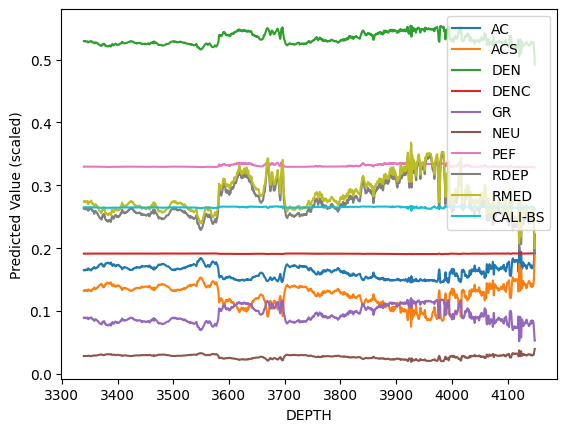 0.5
0.4
0.3
0.2
0.1
0.0
Predicted Value (scaled)
3300 3400 3500 3600 3700 3800 3900 4000 4100
DEPTH
AC
ACS
DEN
DENC
GR
NEU
PEF
RDEP
RMED
CALI-BS